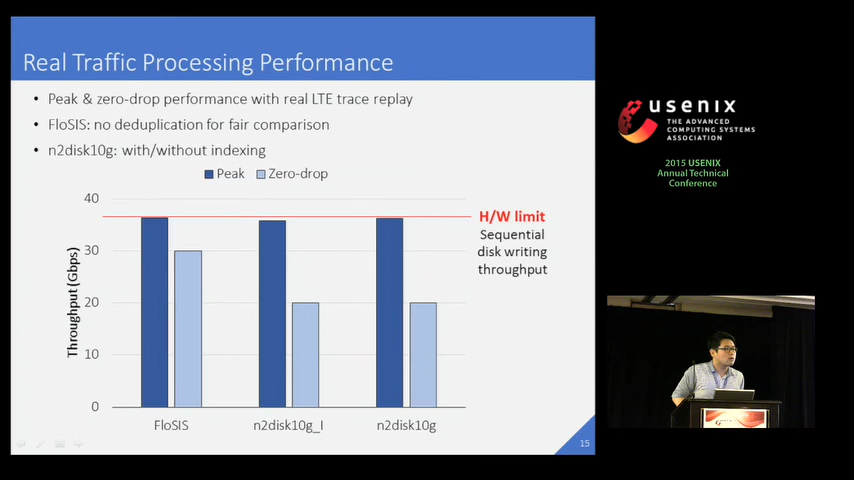 Real Traffic Processing Performance
• Peak & zero-drop performance with real LTE trace replay
• FloSIS: no deduplication for fair comparison
• n2disk10g: with/without indexing
Peak Zero-drop
40
30
20
10
0
Throughput (Gbps)
H/W limit
Sequential
disk writing
throughput
FloSIS n2disk10g_I n2disk10g
15
usenix
THE ADVANCED
COMPUTING SYSTEMS
ASSOCIATION
2015 USENIX
Annual Technical
Conference